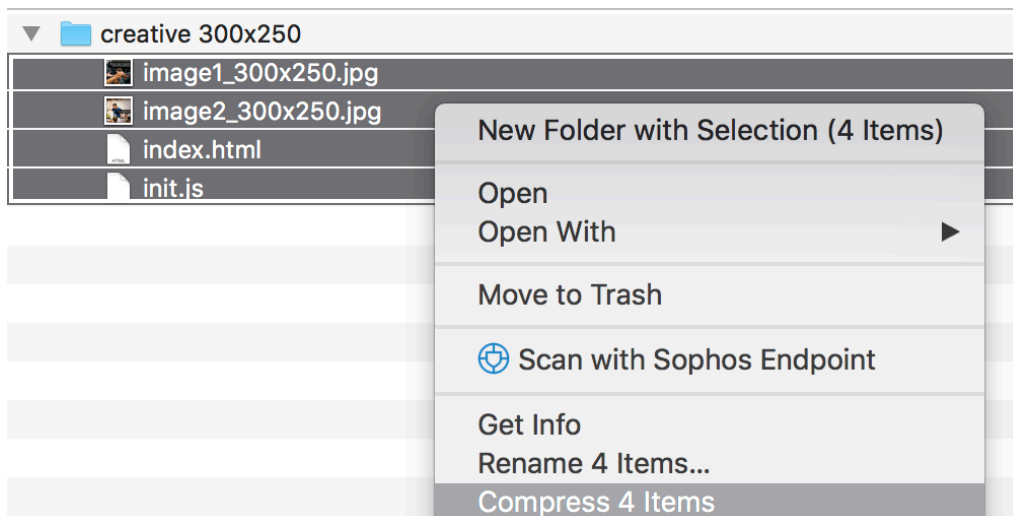 creative 300x250
image1_300x250.jpg
image2_300x250.jpg
index.html
init.js
New Folder with Selection (4 Items)
Open
Open With
Move to Trash
Scan with Sophos Endpoint
Get Info
Rename 4 Items...
Compress 4 Items